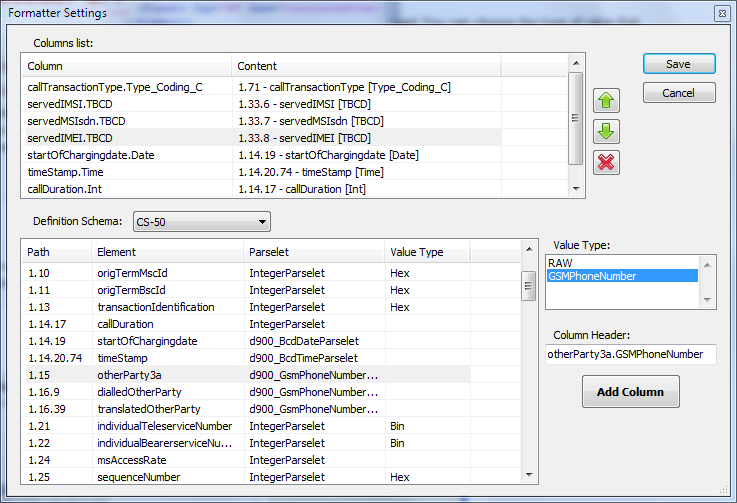 Formatter Settings
Columns list:
Column Content
callTransactionType.Type_Coding_C 1.71 - callTransactionType [Type_Coding_C]
servedIMSI.TBCD 1.33.6 - servedIMSI [TBCD]
servedMSIsdn.TBCD 1.33.7 - servedMSIsdn [TBCD]
servedIMEI.TBCD 1.33.8 - servedIMEI [TBCD]
startOfChargingdate.Date 1.14.19 - startOfChargingdate [Date]
timeStamp.Time 1.14.20.74 - timeStamp [Time]
callDuration.Int 1.14.17 - callDuration [Int]
Save
Cancel
Definition Schema: CS-50
Path Element Parselet Value Type
1.10 origTermMscId IntegerParselet Hex
1.11 origTermBscId IntegerParselet Hex
1.13 transactionIdentification IntegerParselet Hex
1.14.17 callDuration IntegerParselet
1.14.19 startOfChargingdate d900_BcdDateParselet
1.14.20.74 timeStamp d900_BcdTimeParselet
1.15 otherParty3a d900_GsmPhoneNumber...
1.16.9 dialledOtherParty d900_GsmPhoneNumber...
1.16.39 translatedOtherParty d900_GsmPhoneNumber...
1.21 individualTeleserviceNumber IntegerParselet Bin
1.22 individualBearerserviceNu... IntegerParselet Bin
1.24 msAccessRate IntegerParselet
1.25 sequenceNumber IntegerParselet Hex
Value Type:
RAW
GSMPhoneNumber
Column Header:
otherParty3a.GSMPhoneNumber
Add Column